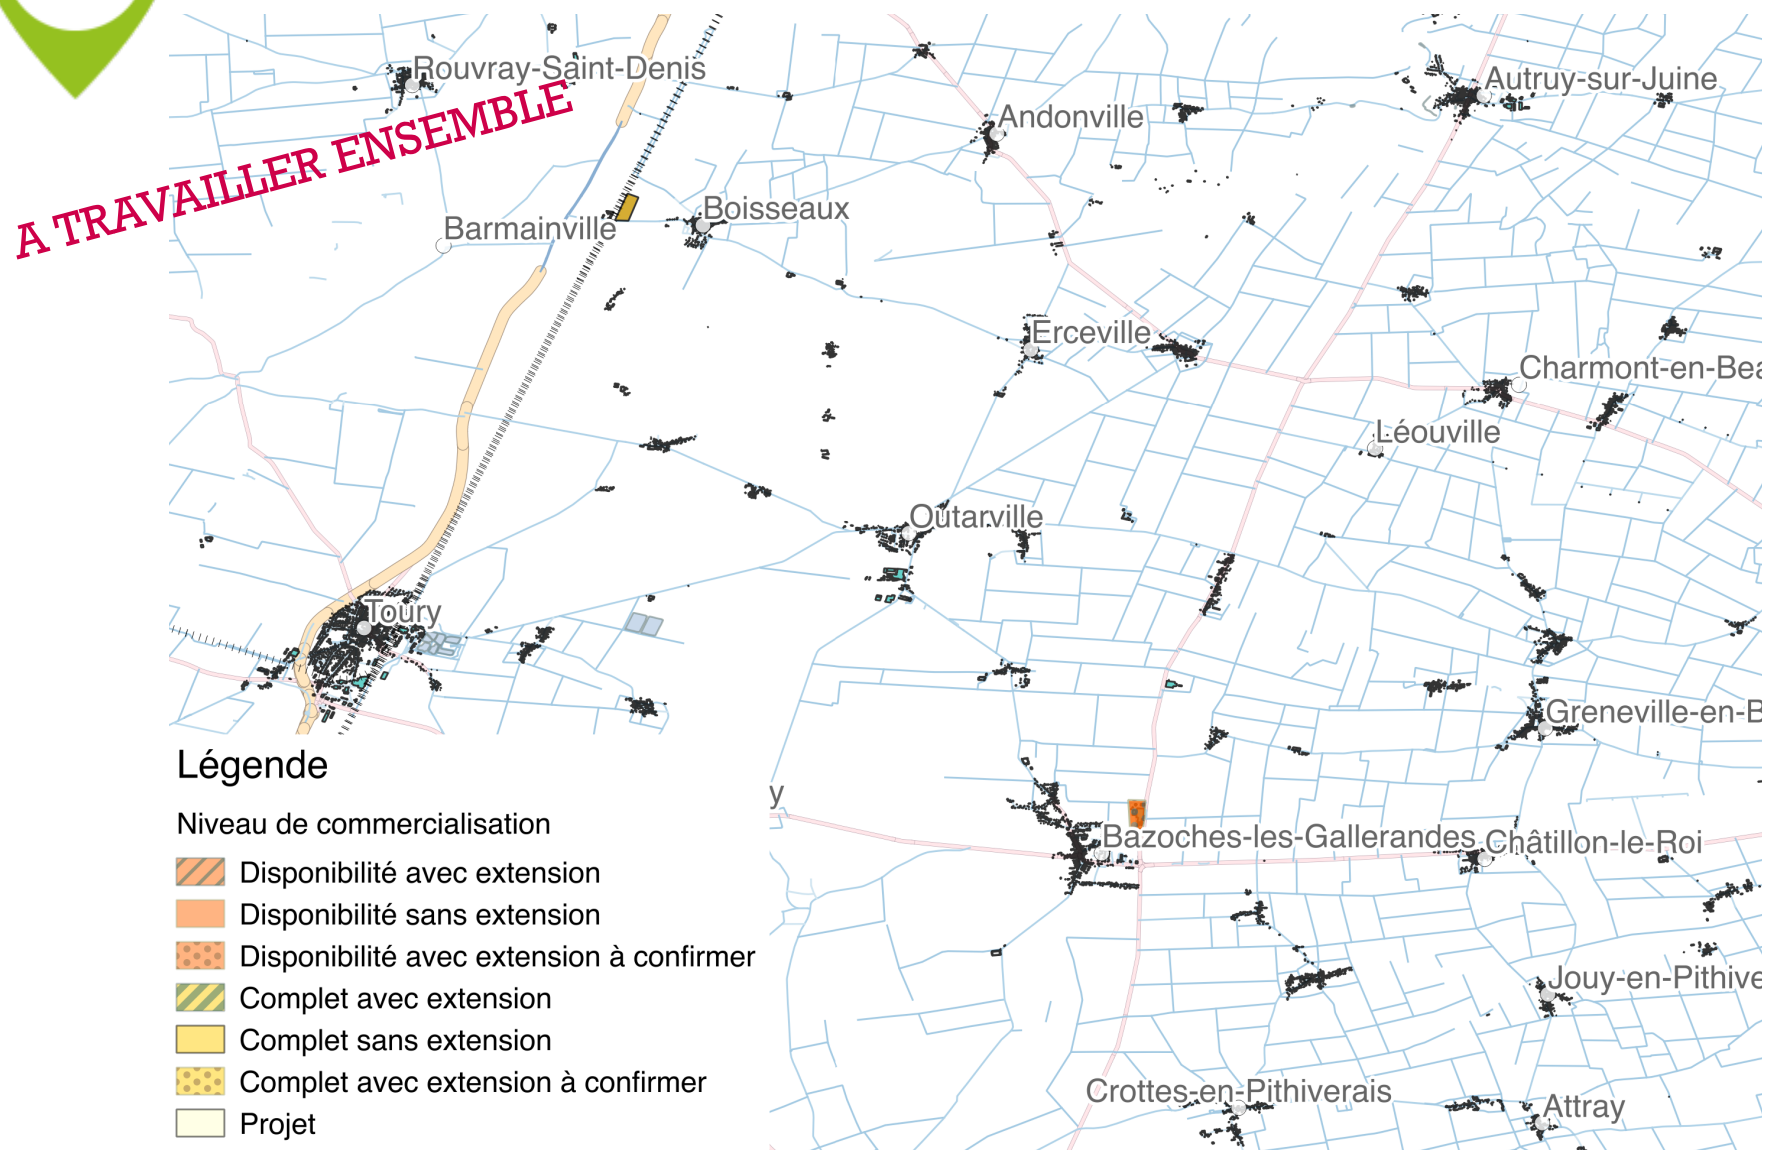 Rouvray-Saint-Denis
A TRAVAILLER ENSEMBLE
Autruy-sur-Juine
Andonville
Boisseaux
Barmainville
Erceville
Charmont-en-Bea
Léouville
Outarville
Toury
Greneville-en-B
y
Bazoches-les-Gallerandes
Châtillon-le-Roi
Jouy-en-Pithive
Crottes-en-Pithiverais
Attray
Légende
Niveau de commercialisation
Disponibilité avec extension
Disponibilité sans extension
Disponibilité avec extension à confirmer
Complet avec extension
Complet sans extension
Complet avec extension à confirmer
Projet